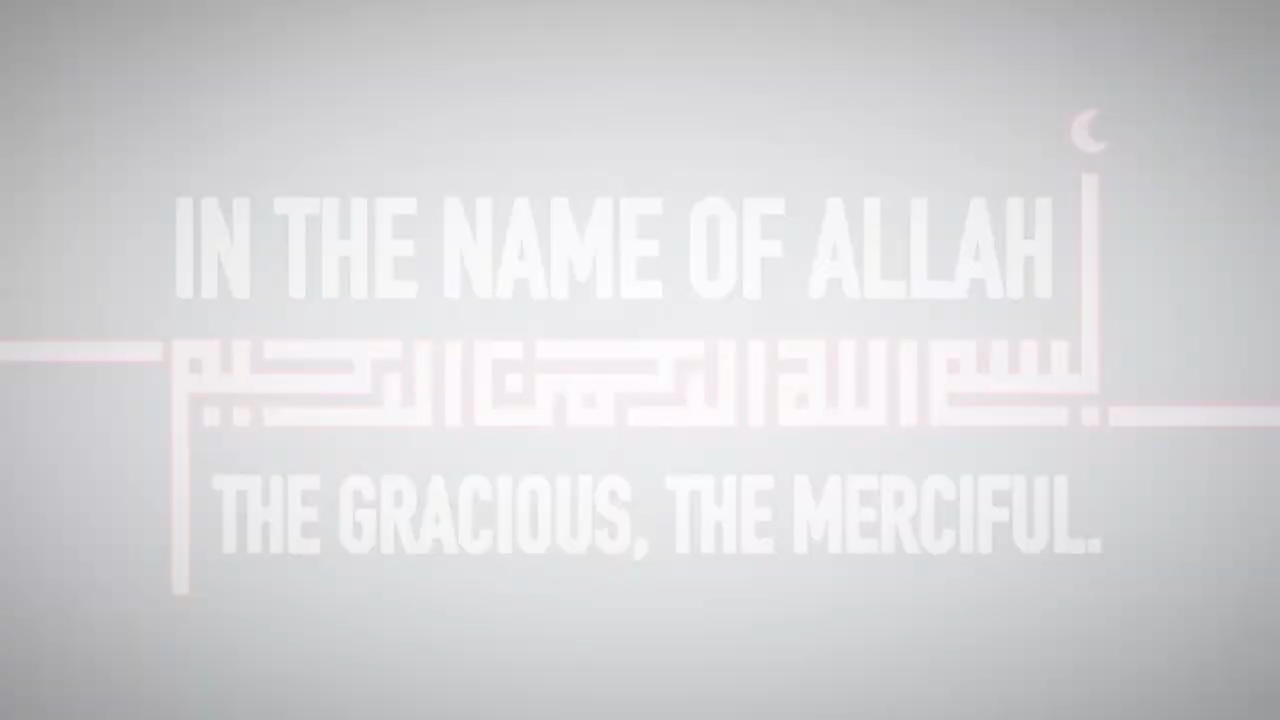 IN THE NAME OF ALLAH
بسم الله الرحمن الرحيم
THE GRACIOUS, THE MERCIFUL.